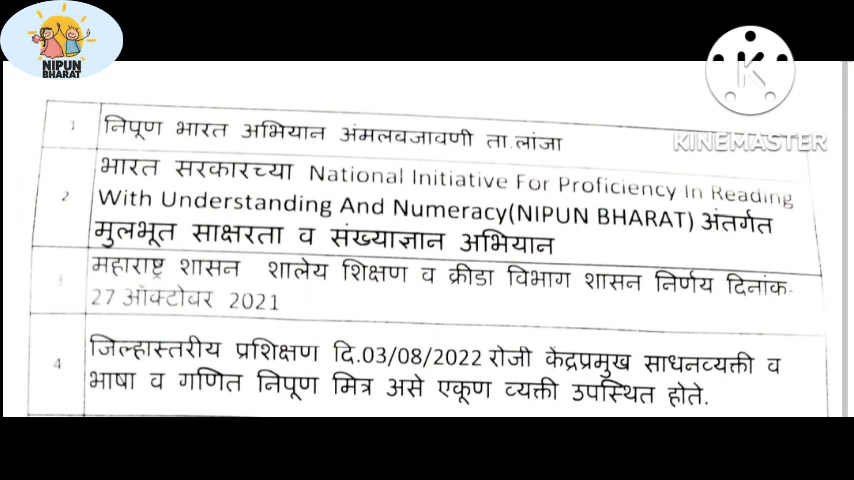 NIPUN
BHARAT
K
KINEMASTER
1 निपूण भारत अभियान अंमलबजावणी ता.लांजा
भारत सरकारच्या National Initiative For Proficiency In Reading
2 With Understanding And Numeracy(NIPUN BHARAT) अंतर्गत
मुलभूत साक्षरता व संख्याज्ञान अभियान
3 महाराष्ट्र शासन शालेय शिक्षण व क्रीडा विभाग शासन निर्णय दिनांक-
27 ऑक्टोबर 2021
4 जिल्हास्तरीय प्रशिक्षण दि.03/08/2022 रोजी केंद्रप्रमुख साधनव्यक्ती व
भाषा व गणित निपूण मित्र असे एकूण व्यक्ती उपस्थित होते.